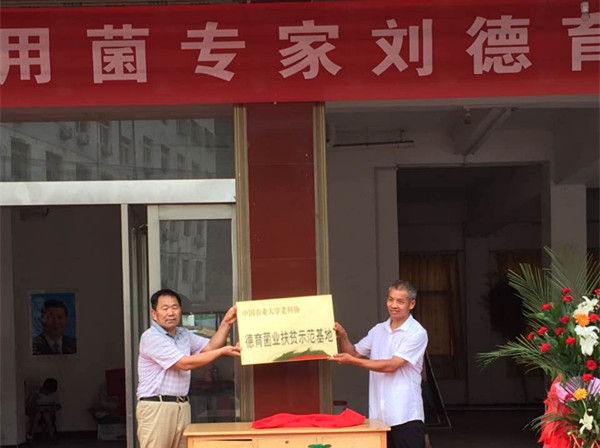 用菌专家刘德育
中国农业大学老科协
德育菌业扶贫示范基地